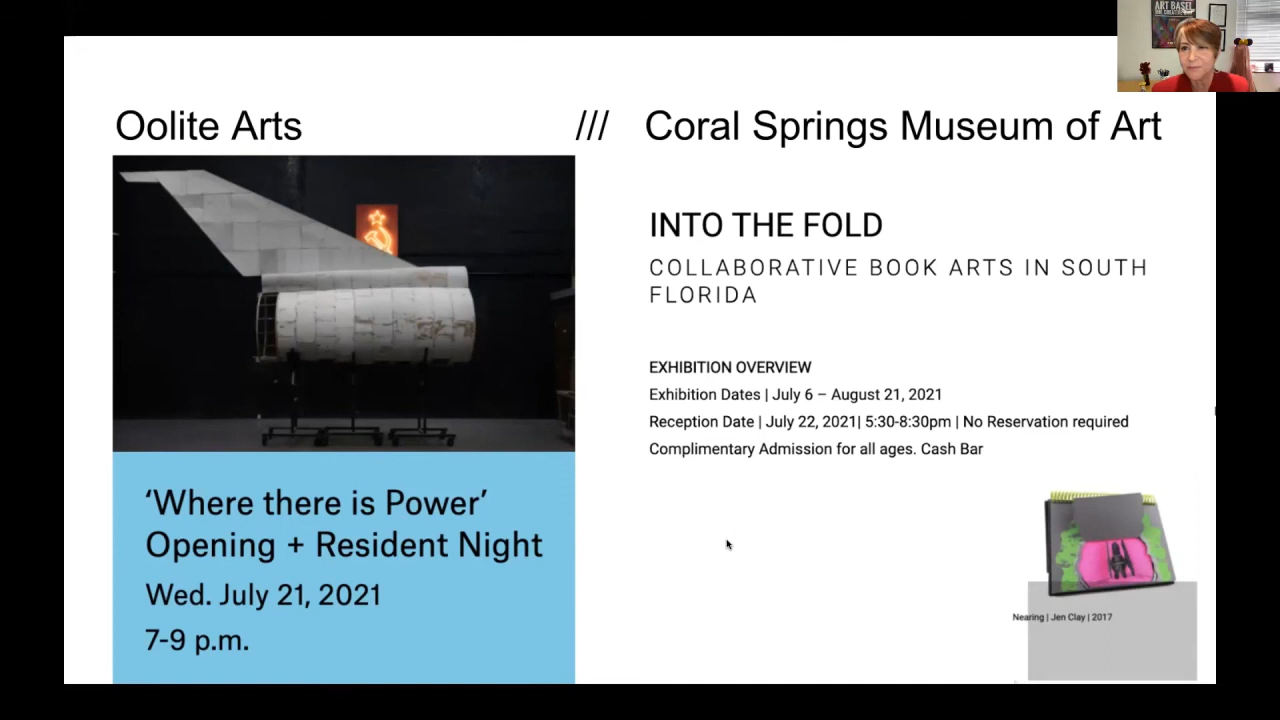 ART BASEL
Oolite Arts /// Coral Springs Museum of Art
INTO THE FOLD
COLLABORATIVE BOOK ARTS IN SOUTH
FLORIDA
EXHIBITION OVERVIEW
Exhibition Dates | July 6 – August 21, 2021
Reception Date | July 22, 2021| 5:30-8:30pm | No Reservation required
Complimentary Admission for all ages. Cash Bar
‘Where there is Power’
Opening + Resident Night
Wed. July 21, 2021
7-9 p.m.
Nearing | Jen Clay | 2017